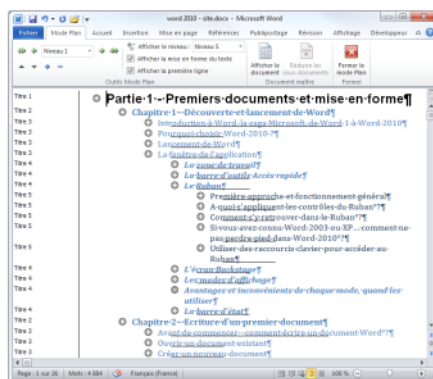 word 2010 - site.docx - Microsoft Word
Fichier Mode Plan Accueil Insertion Mise en page Références Publipostage Révision Affichage Développeur
Niveau 1
Afficher le niveau : Niveau 5
Afficher la mise en forme du texte
Afficher la première ligne
Afficher le document
Réduire les sous-documents
Fermer le mode Plan
Outils Mode Plan Document maître Fermer
Titre 1 Partie·1·-·Premiers·documents·et·mise·en·forme¶
Titre 2 Chapitre·1·–Découverte·et·lancement·de·Word¶
Titre 3 Introduction·à·Word,·la·saga·Microsoft·de·Word·1·à·Word·2010¶
Titre 3 Pourquoi·choisir·Word·2010·?¶
Titre 3 Lancement·de·Word¶
Titre 3 La·fenêtre·de·l'application¶
Titre 4 La·zone·de·travail¶
Titre 4 La·barre·d'outils·Accès·rapide¶
Titre 4 Le·Ruban¶
Titre 5 Première·approche·et·fonctionnement·général¶
Titre 5 A·quoi·s'appliquent·les·contrôles·du·Ruban°?¶
Titre 5 Comment·s'y·retrouver·dans·le·Ruban°?¶
Titre 5 Si·vous·avez·connu·Word·2003·ou·XP…·comment·ne·
pas·perdre·pied·dans·Word·2010°?¶
Titre 5 Utiliser·des·raccourcis·clavier·pour·accéder·au·
Ruban¶
Titre 4 L'écran·Backstage¶
Titre 4 Les·modes·d'affichage¶
Titre 4 Avantages·et·inconvénients·de·chaque·mode,·quand·les·
utiliser¶
Titre 4 La·barre·d'état¶
Titre 2 Chapitre·2·–·Ecriture·d'un·premier·document¶
Titre 3 Avant·de·commencer·:·comment·écrire·un·document·Word°?¶
Titre 3 Ouvrir·un·document·existant¶
Titre 3 Créer·un·nouveau·document¶
Page : 1 sur 26 Mots : 4 884 Français (France) 100 %